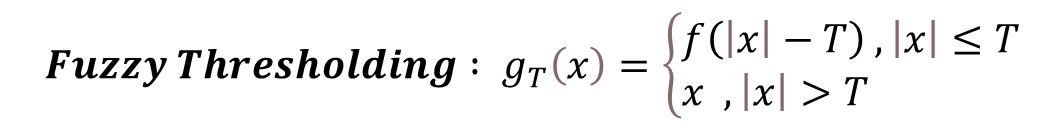 Fuzzy Thresholding : g_T(x) = {f(|x| − T) , |x| ≤ T
x , |x| > T